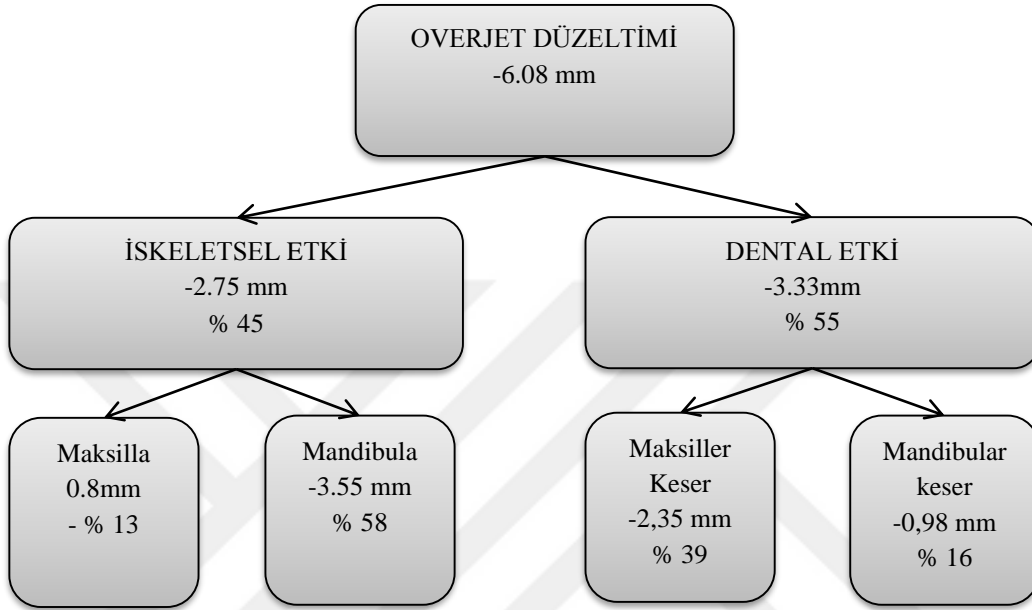 OVERJET DÜZELTİMİ
-6.08 mm
İSKELETSEL ETKİ
-2.75 mm
% 45
DENTAL ETKİ
-3.33mm
% 55
Maksilla
0.8mm
- % 13
Mandibula
-3.55 mm
% 58
Maksiller
Keser
-2,35 mm
% 39
Mandibular
keser
-0,98 mm
% 16